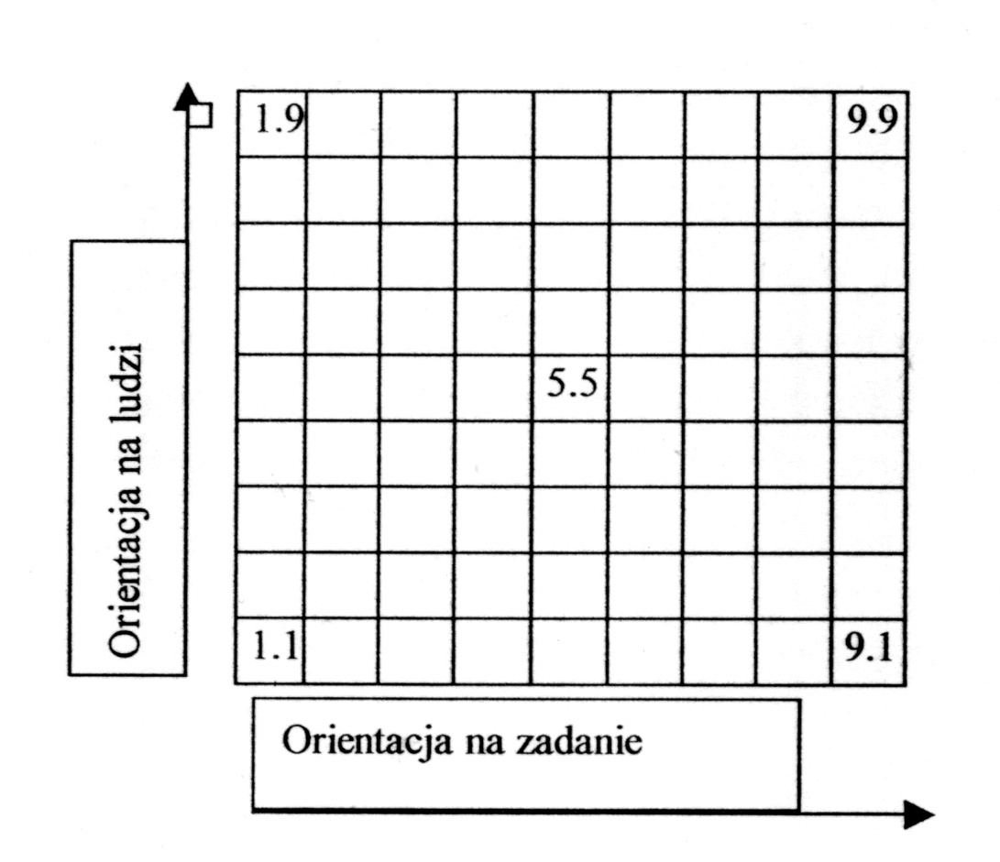 1.9 9.9
5.5
1.1 9.1
Orientacja na ludzi
Orientacja na zadanie